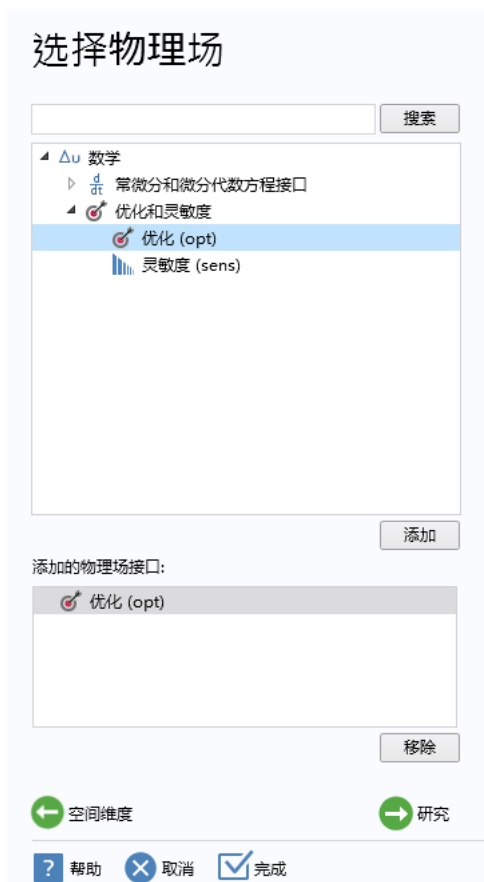 选择物理场
搜索
Δu 数学
d/dt 常微分和微分代数方程接口
优化和灵敏度
优化 (opt)
灵敏度 (sens)
添加
添加的物理场接口:
优化 (opt)
移除
空间维度 研究
? 帮助 取消 完成